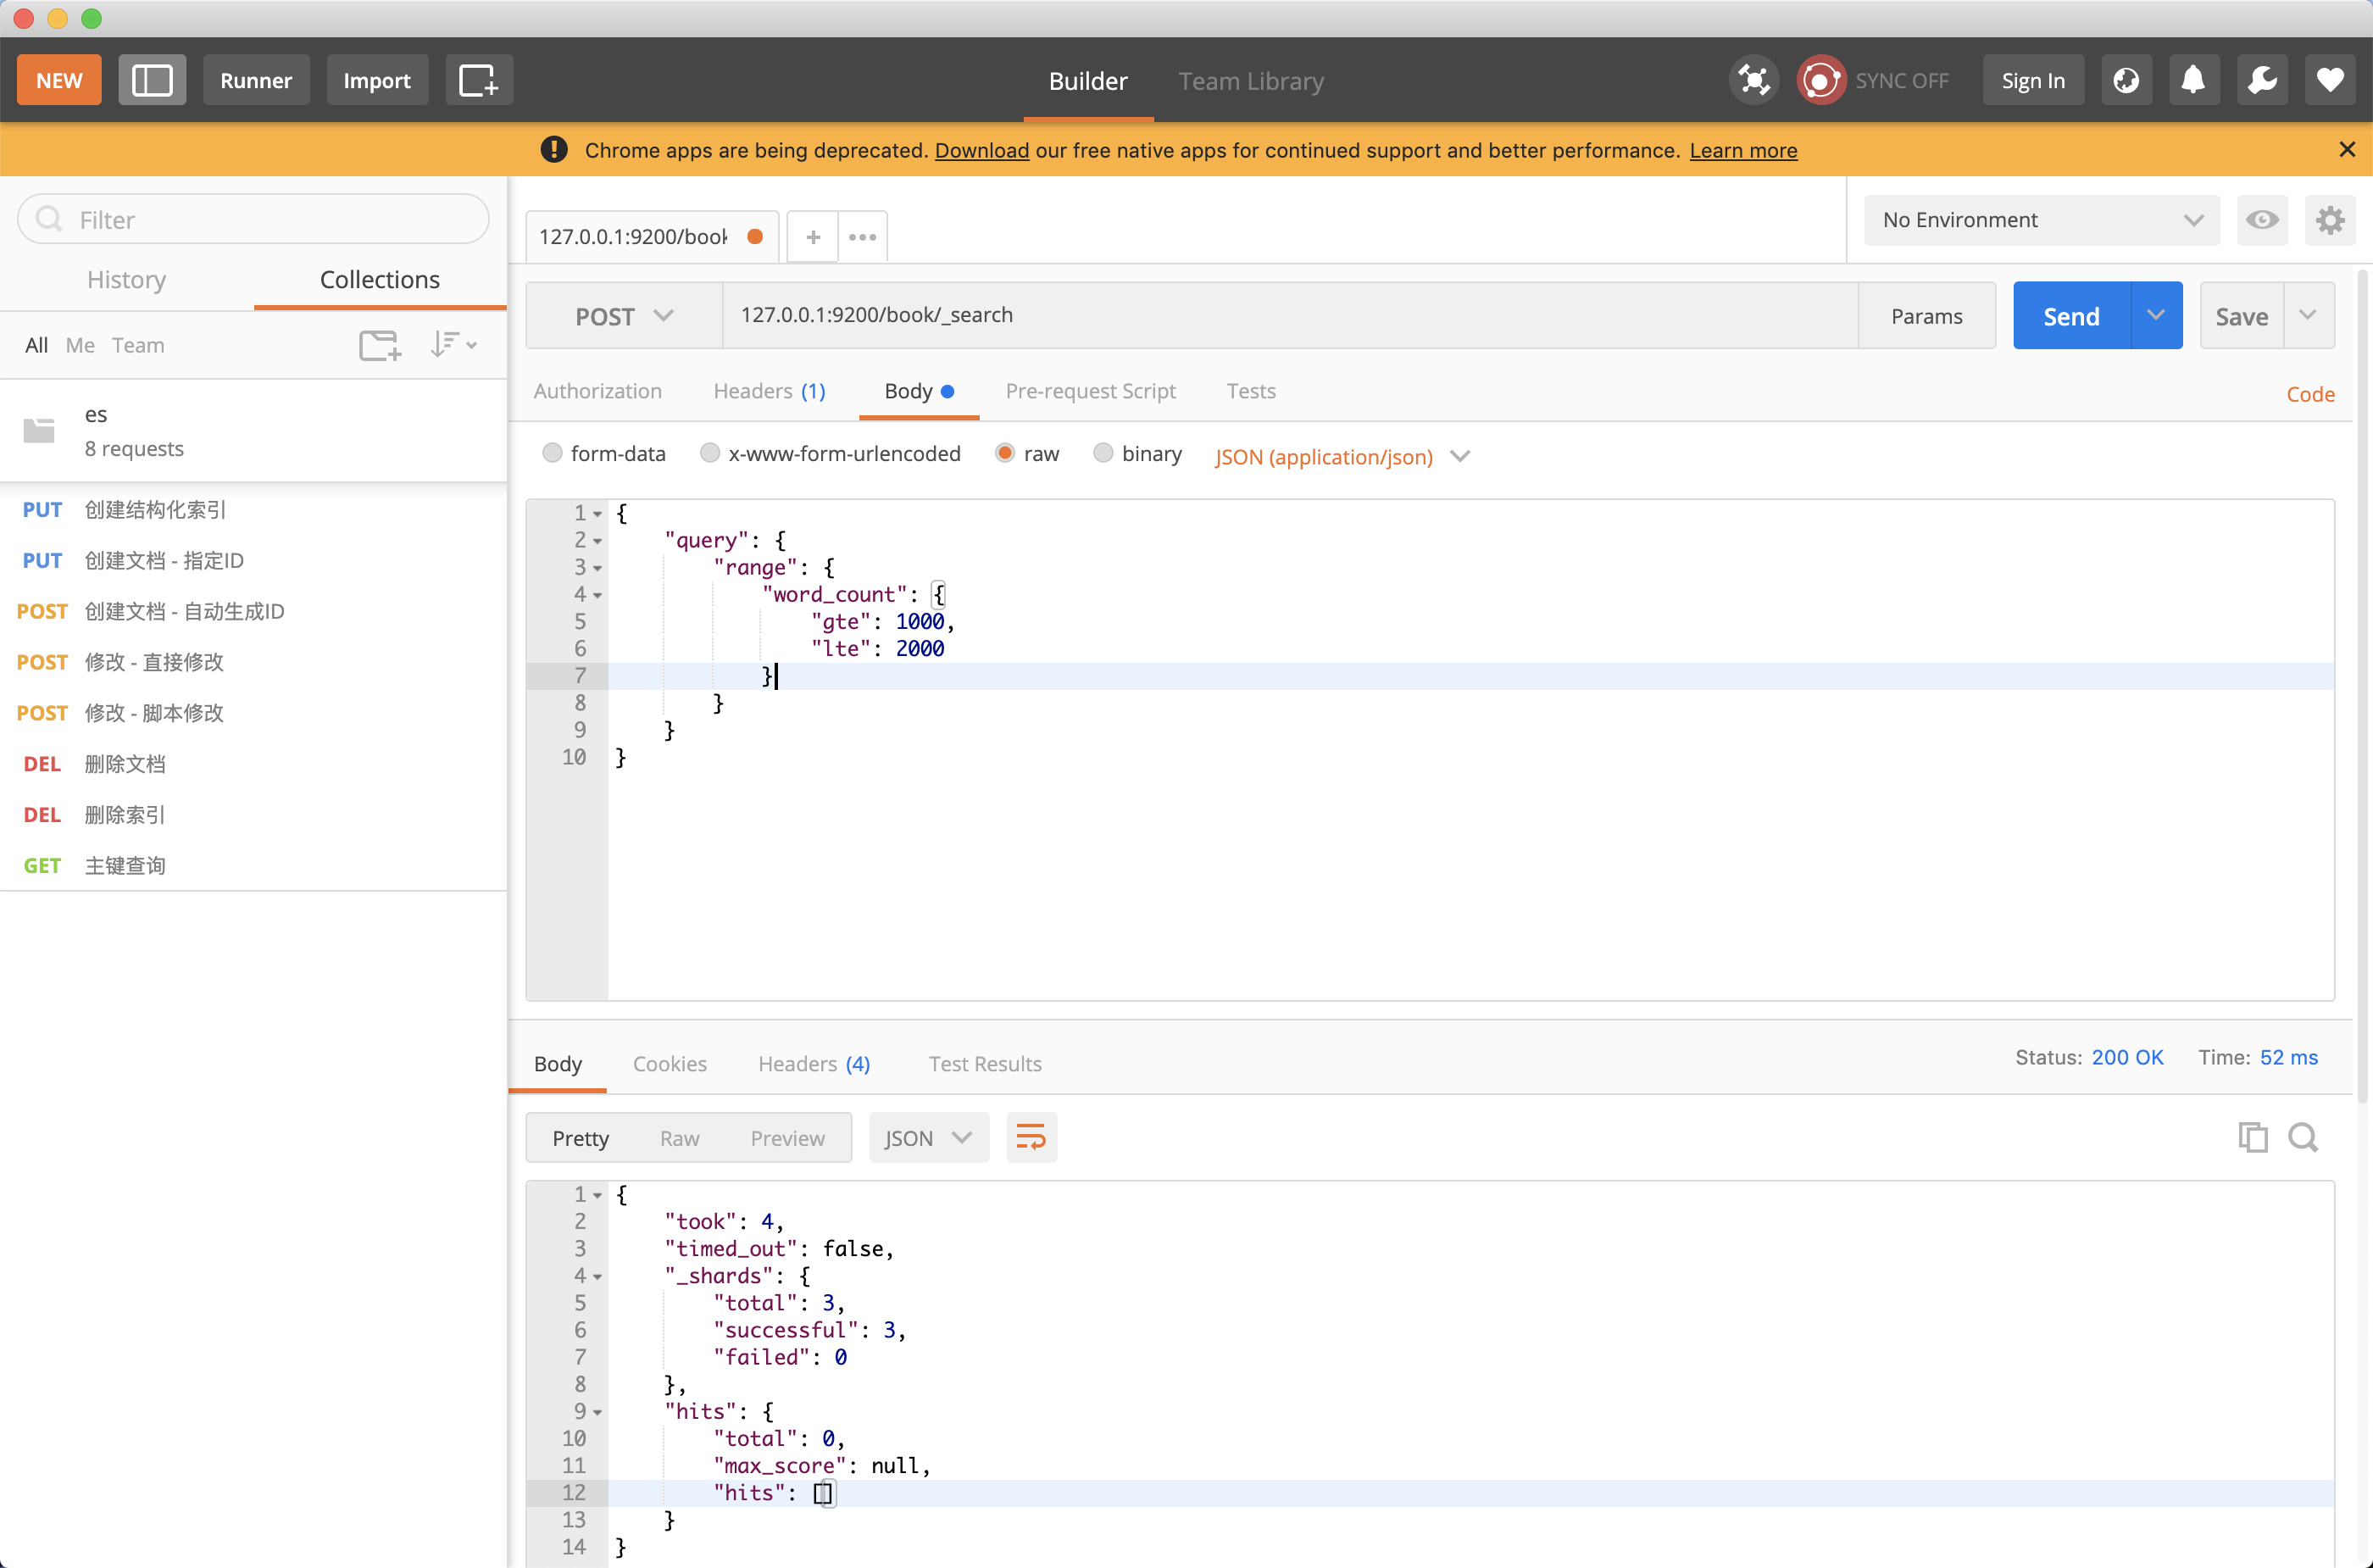 NEW Runner Import Builder Team Library SYNC OFF Sign In
Chrome apps are being deprecated. Download our free native apps for continued support and better performance. Learn more
Filter
History Collections
All Me Team
es
8 requests
PUT 创建结构化索引
PUT 创建文档 - 指定ID
POST 创建文档 - 自动生成ID
POST 修改 - 直接修改
POST 修改 - 脚本修改
DEL 删除文档
DEL 删除索引
GET 主键查询
127.0.0.1:9200/book
No Environment
POST 127.0.0.1:9200/book/_search Params Send Save
Authorization Headers (1) Body Pre-request Script Tests Code
form-data x-www-form-urlencoded raw binary JSON (application/json)
1 {
2 "query": {
3 "range": {
4 "word_count": {
5 "gte": 1000,
6 "lte": 2000
7 }
8 }
9 }
10 }
Body Cookies Headers (4) Test Results Status: 200 OK Time: 52 ms
Pretty Raw Preview JSON
1 {
2 "took": 4,
3 "timed_out": false,
4 "_shards": {
5 "total": 3,
6 "successful": 3,
7 "failed": 0
8 },
9 "hits": {
10 "total": 0,
11 "max_score": null,
12 "hits": []
13 }
14 }